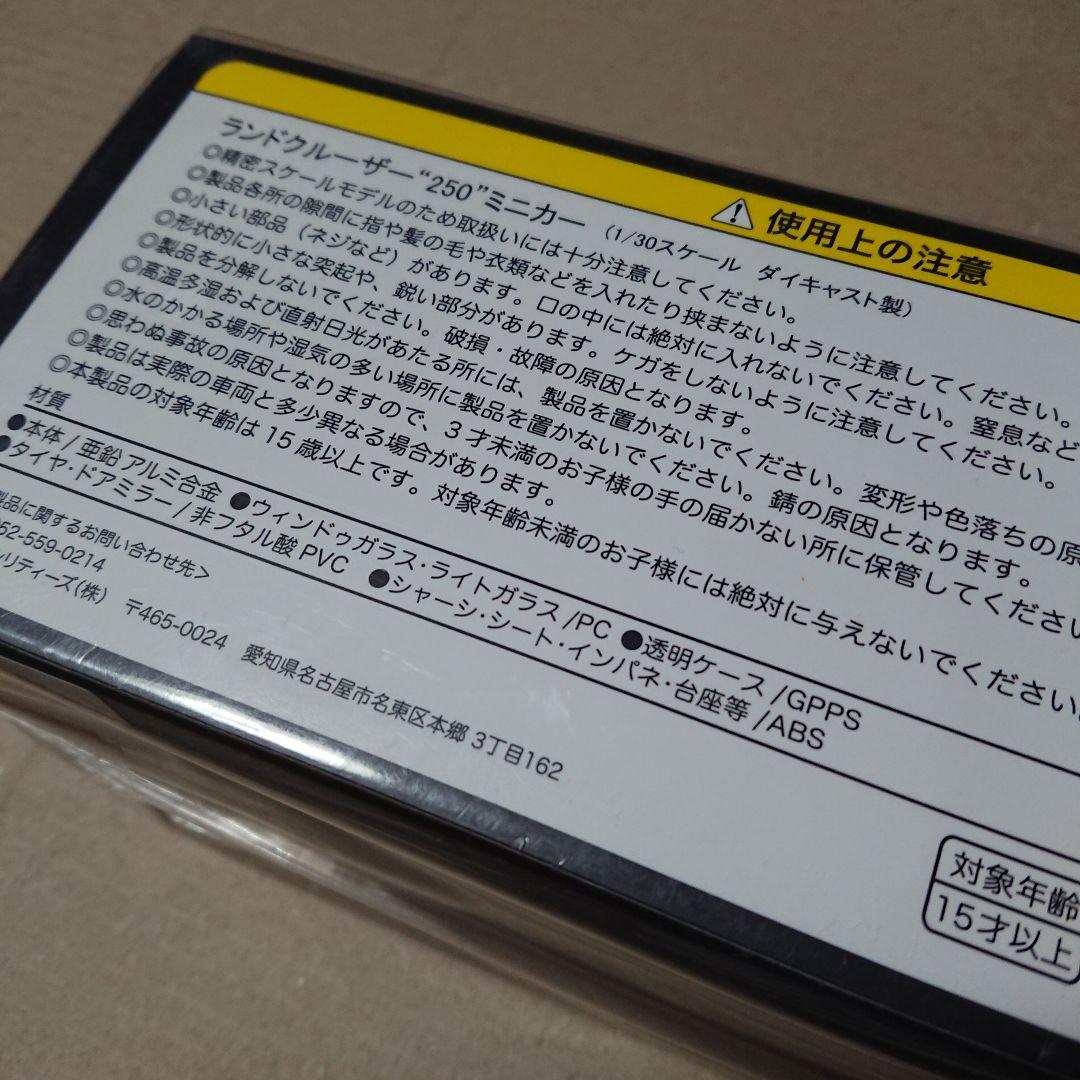 使用上の注意
ランドクルーザー“250”ミニカー (1/30スケール ダイキャスト製)
◎精密スケールモデルのため取扱いには十分注意してください。
◎製品各所の隙間に指や髪の毛や衣類などを入れたり挟まないように注意してください。
◎小さい部品（ネジなど）があります。口の中には絶対に入れないでください。窒息など
◎形状的に小さな突起や、鋭い部分があります。ケガをしないように注意してください。
◎製品を分解しないでください。破損・故障の原因となります。
◎高温多湿および直射日光があたる所には、製品を置かないでください。変形や色落ちの原
◎水のかかる場所や湿気の多い場所に製品を置かないでください。錆の原因となります。
◎思わぬ事故の原因となりますので、3才未満のお子様の手の届かない所に保管してください
◎製品は実際の車両と多少異なる場合があります。
◎本製品の対象年齢は15歳以上です。対象年齢未満のお子様には絶対に与えないでください。
材質
●本体/亜鉛 アルミ合金 ●ウィンドゥガラス・ライトガラス/PC ●透明ケース/GPPS
●タイヤ・ドアミラー/非フタル酸PVC ●シャーシ・シート・インパネ・台座等/ABS
製品に関するお問い合わせ先>
52-559-0214
リティーズ(株) 〒465-0024 愛知県名古屋市名東区本郷3丁目162
対象年齢
15才以上